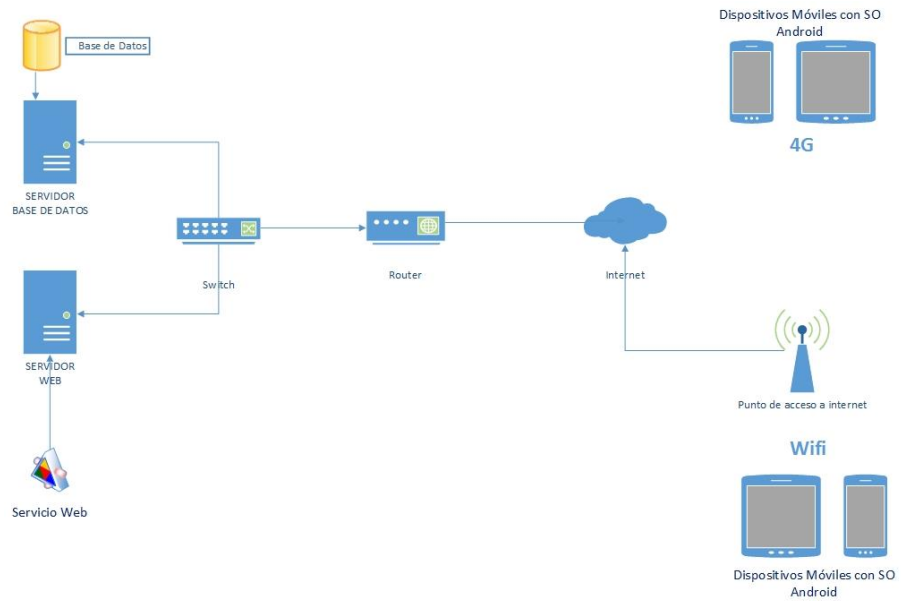 Dispositivos Móviles con SO
Android
Base de Datos
4G
SERVIDOR
BASE DE DATOS
Switch
Router
Internet
SERVIDOR
WEB
Punto de acceso a internet
Wifi
Servicio Web
Dispositivos Móviles con SO
Android